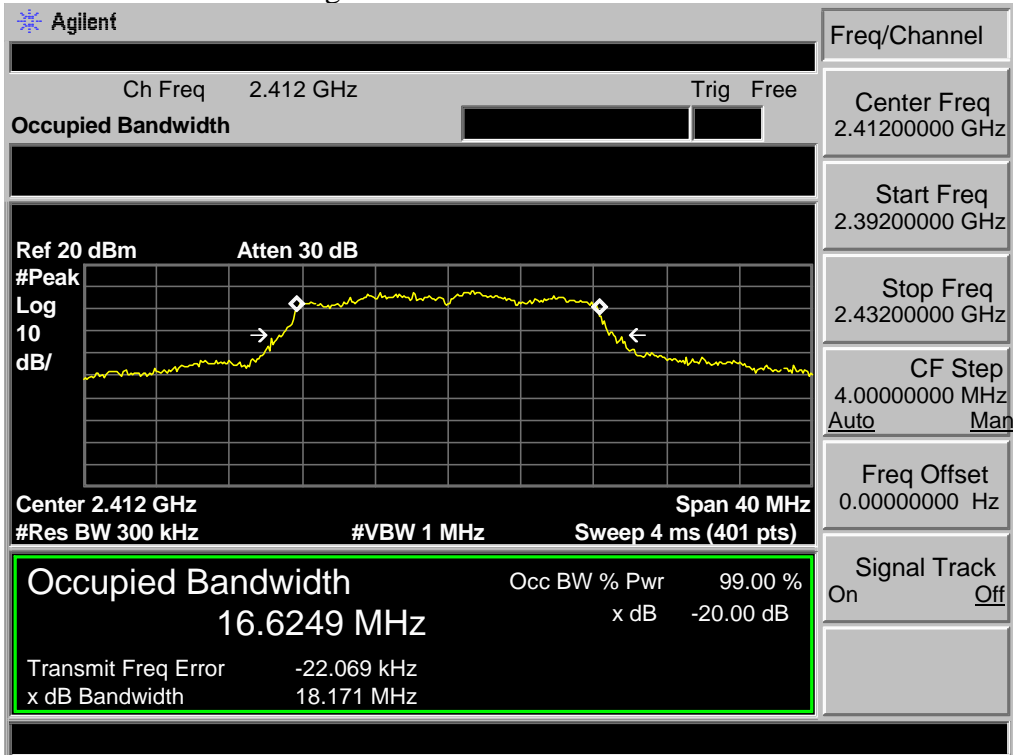 Agilent
Ch Freq 2.412 GHz Trig Free
Occupied Bandwidth
Ref 20 dBm Atten 30 dB
#Peak
Log
10
dB/
Center 2.412 GHz Span 40 MHz
#Res BW 300 kHz #VBW 1 MHz Sweep 4 ms (401 pts)
Occupied Bandwidth Occ BW % Pwr 99.00 %
16.6249 MHz x dB -20.00 dB
Transmit Freq Error -22.069 kHz
x dB Bandwidth 18.171 MHz
Freq/Channel
Center Freq
2.41200000 GHz
Start Freq
2.39200000 GHz
Stop Freq
2.43200000 GHz
CF Step
4.00000000 MHz
Auto Man
Freq Offset
0.00000000 Hz
Signal Track
On Off